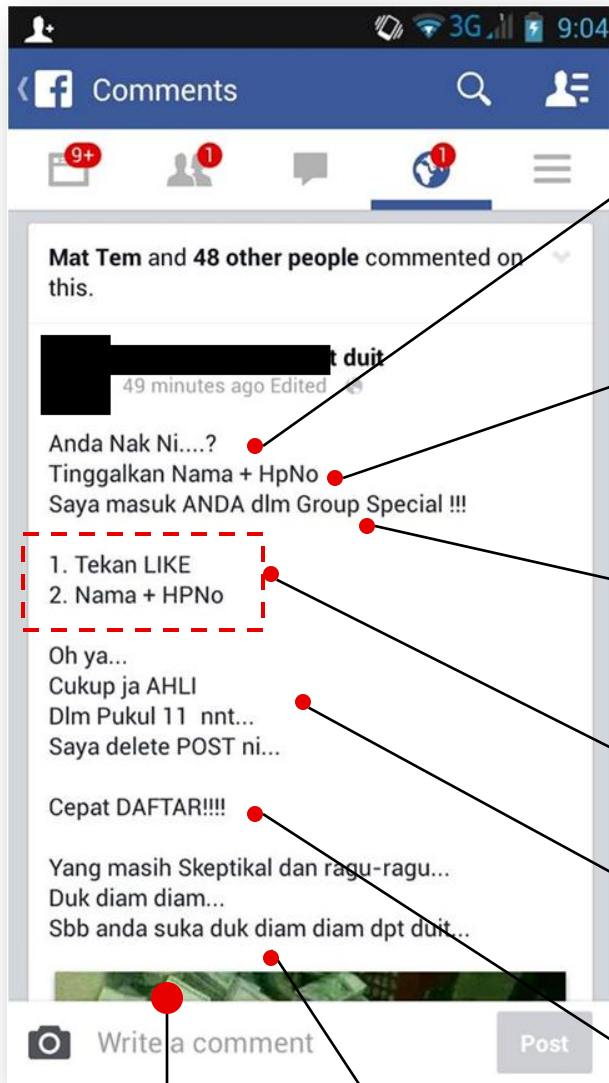 3G 9:04
f Comments
9+ 1 1
Mat Tem and 48 other people commented on
this.
t duit
49 minutes ago Edited
Anda Nak Ni....?
Tinggalkan Nama + HpNo
Saya masuk ANDA dlm Group Special !!!
1. Tekan LIKE
2. Nama + HPNo
Oh ya...
Cukup ja AHLI
Dlm Pukul 11 nnt...
Saya delete POST ni...
Cepat DAFTAR!!!!
Yang masih Skeptikal dan ragu-ragu...
Duk diam diam...
Sbb anda suka duk diam diam dpt duit...
Write a comment
Post